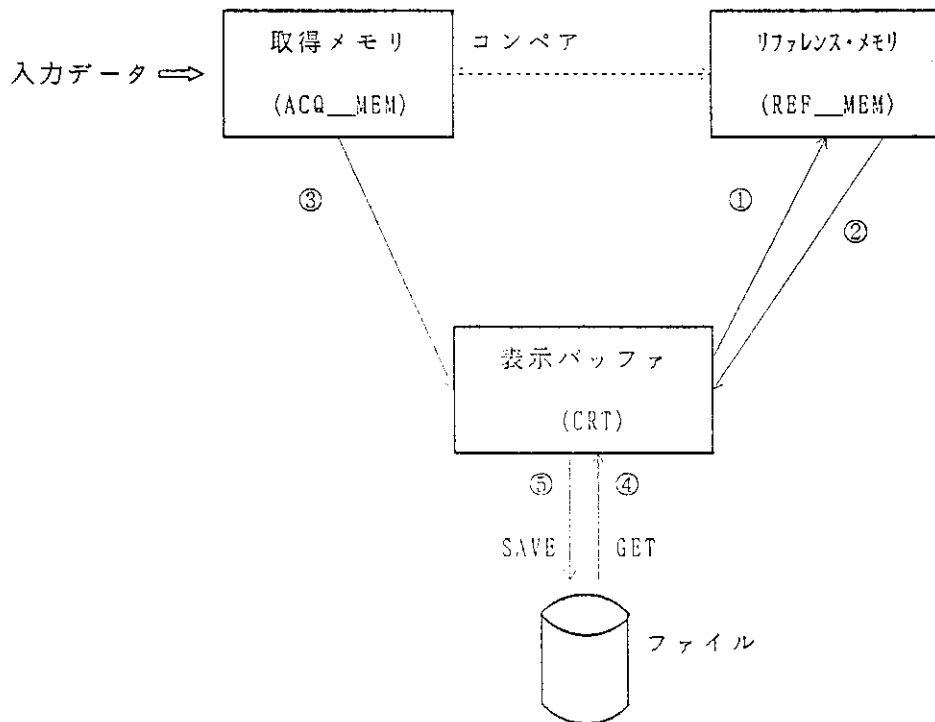 取得メモリ
コンペア
リファレンス・メモリ
入力データ
(ACQ__MEM)
(REF__MEM)
③
①
②
表示バッファ
(CRT)
⑤
④
SAVE
GET
ファイル